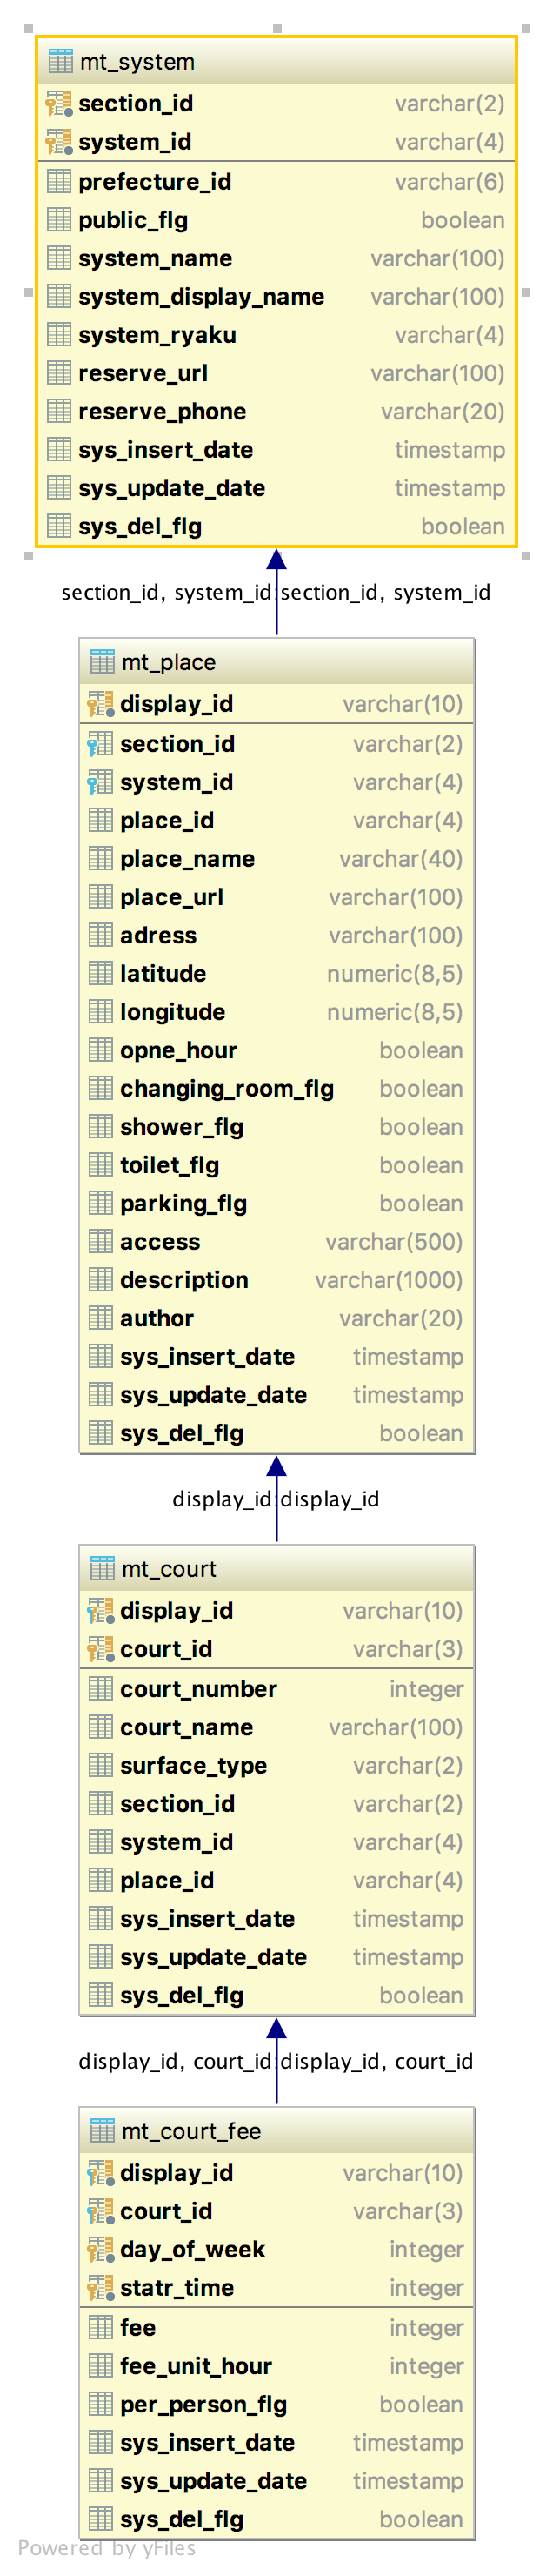 mt_system
section_id varchar(2)
system_id varchar(4)
prefecture_id varchar(6)
public_flg boolean
system_name varchar(100)
system_display_name varchar(100)
system_ryaku varchar(4)
reserve_url varchar(100)
reserve_phone varchar(20)
sys_insert_date timestamp
sys_update_date timestamp
sys_del_flg boolean
section_id, system_id:section_id, system_id
mt_place
display_id varchar(10)
section_id varchar(2)
system_id varchar(4)
place_id varchar(4)
place_name varchar(40)
place_url varchar(100)
adress varchar(100)
latitude numeric(8,5)
longitude numeric(8,5)
opne_hour boolean
changing_room_flg boolean
shower_flg boolean
toilet_flg boolean
parking_flg boolean
access varchar(500)
description varchar(1000)
author varchar(20)
sys_insert_date timestamp
sys_update_date timestamp
sys_del_flg boolean
display_id:display_id
mt_court
display_id varchar(10)
court_id varchar(3)
court_number integer
court_name varchar(100)
surface_type varchar(2)
section_id varchar(2)
system_id varchar(4)
place_id varchar(4)
sys_insert_date timestamp
sys_update_date timestamp
sys_del_flg boolean
display_id, court_id:display_id, court_id
mt_court_fee
display_id varchar(10)
court_id varchar(3)
day_of_week integer
statr_time integer
fee integer
fee_unit_hour integer
per_person_flg boolean
sys_insert_date timestamp
sys_update_date timestamp
sys_del_flg boolean
Powered by yFiles